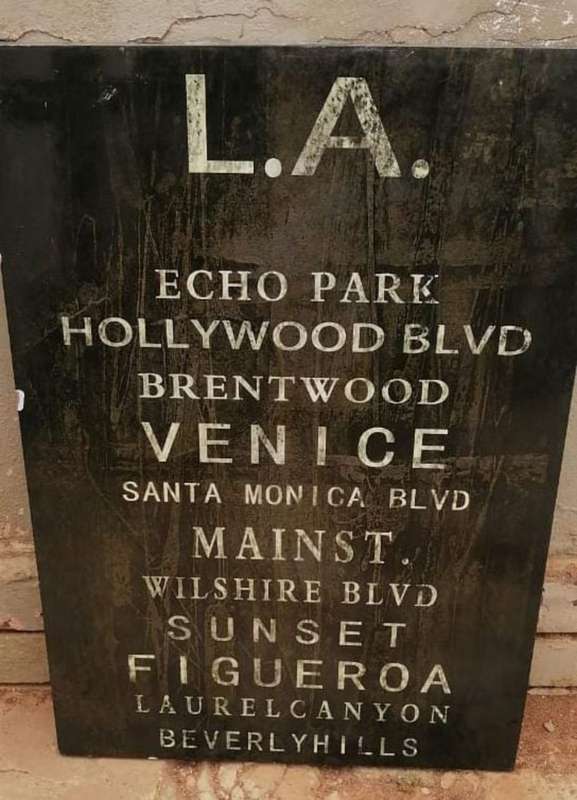 L.A.
ECHO PARK
HOLLYWOOD BLVD
BRENTWOOD
VENICE
SANTA MONICA BLVD
MAINST.
WILSHIRE BLVD
SUNSET
FIGUEROA
LAURELCANYON
BEVERLYHILLS